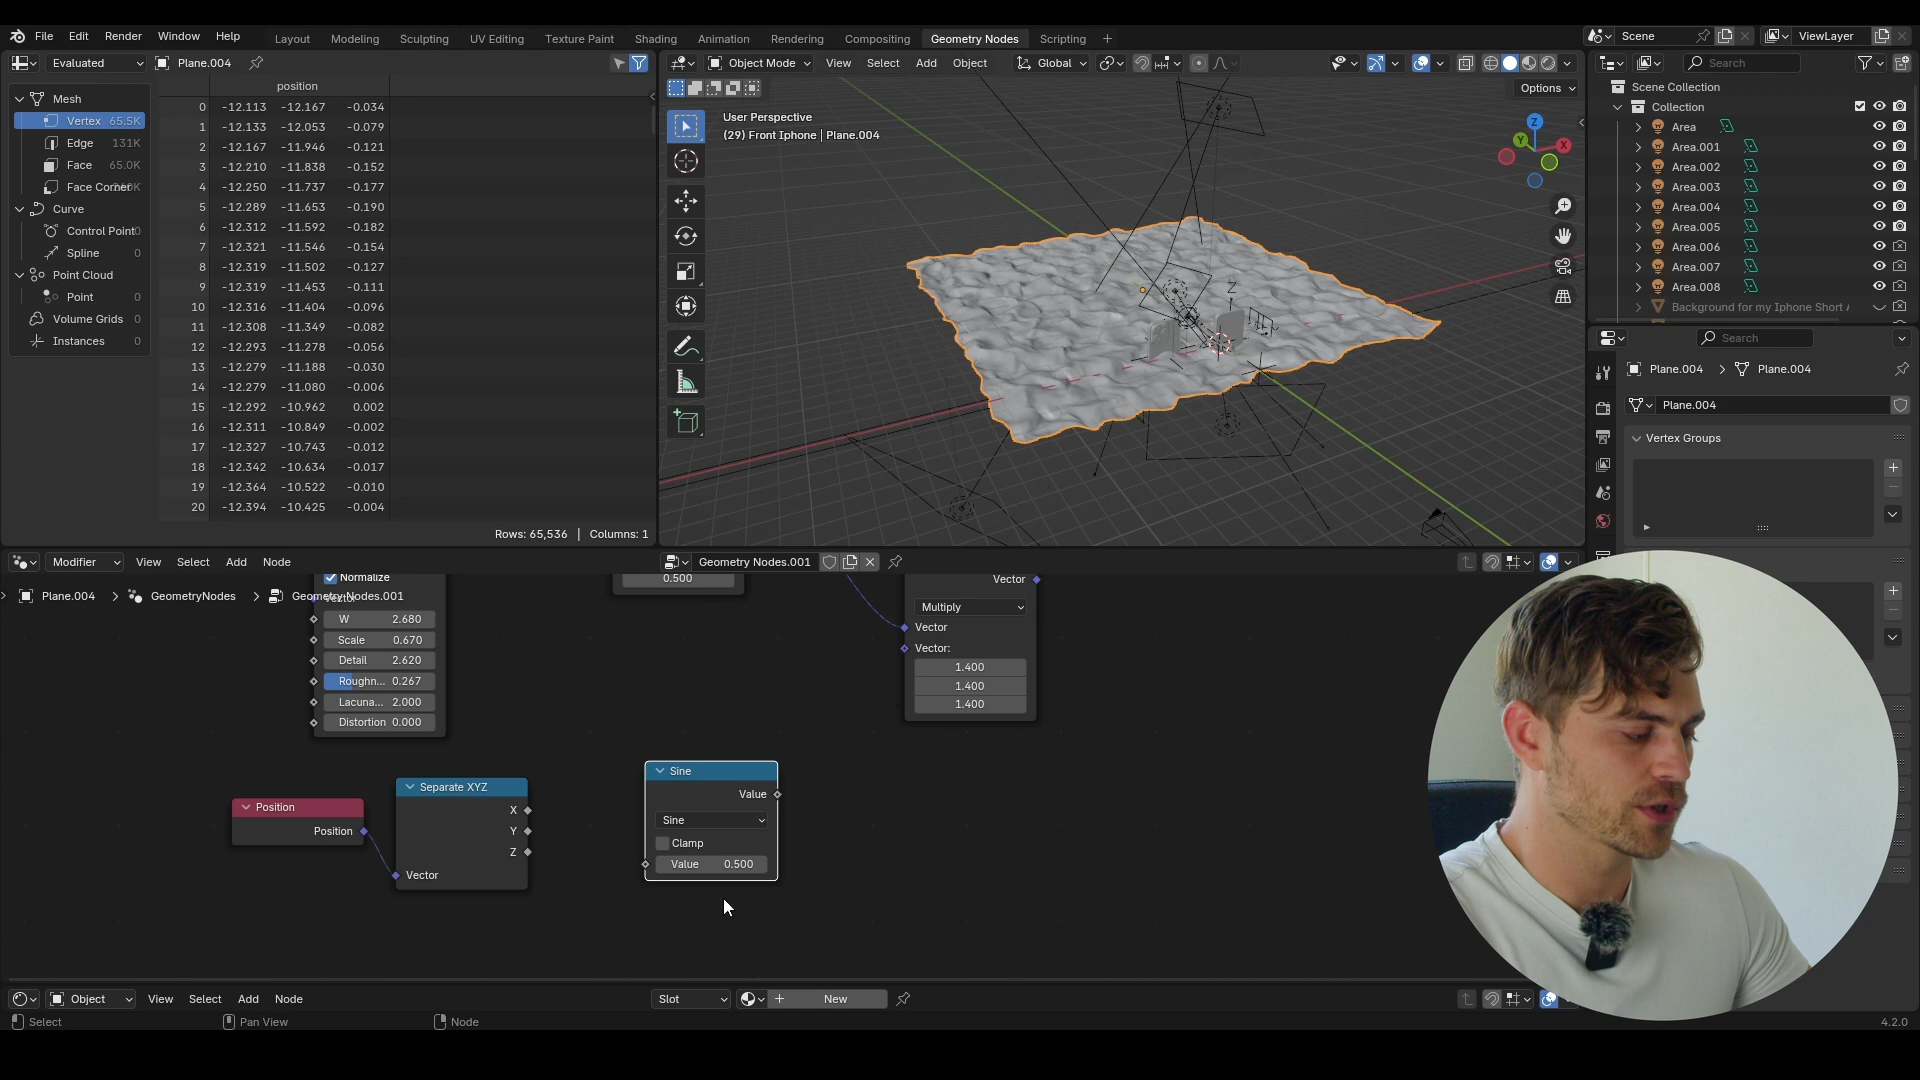 File Edit Render Window Help
Layout Modeling Sculpting UV Editing Texture Paint Shading Animation Rendering Compositing Geometry Nodes Scripting +
Scene
ViewLayer
Evaluated
Plane.004
Object Mode View Select Add Object
Global
Search
Options
position
Mesh
Vertex 65.5K
Edge 131K
Face 65.0K
Face Corne
Curve
Control Point 0
Spline 0
Point Cloud
Point 0
Volume Grids 0
Instances 0
0 -12.113 -12.167 -0.034
1 -12.133 -12.053 -0.079
2 -12.167 -11.946 -0.121
3 -12.210 -11.838 -0.152
4 -12.250 -11.737 -0.177
5 -12.289 -11.653 -0.190
6 -12.312 -11.592 -0.182
7 -12.321 -11.546 -0.154
8 -12.319 -11.502 -0.127
9 -12.319 -11.453 -0.111
10 -12.316 -11.404 -0.096
11 -12.308 -11.349 -0.082
12 -12.293 -11.278 -0.056
13 -12.279 -11.188 -0.030
14 -12.279 -11.080 -0.006
15 -12.292 -10.962 0.002
16 -12.311 -10.849 -0.002
17 -12.327 -10.743 -0.012
18 -12.342 -10.634 -0.017
19 -12.364 -10.522 -0.010
20 -12.394 -10.425 -0.004
Rows: 65,536 | Columns: 1
User Perspective
(29) Front Iphone | Plane.004
Z
Y
X
Z
Scene Collection
Collection
Area
Area.001
Area.002
Area.003
Area.004
Area.005
Area.006
Area.007
Area.008
Background for my Iphone Short
Search
Plane.004 > Plane.004
Plane.004
Vertex Groups
Modifier View Select Add Node
Geometry Nodes.001
Plane.004 > GeometryNodes > Geometry Nodes.001
Normalize
W 2.680
Scale 0.670
Detail 2.620
Roughn... 0.267
Lacuna... 2.000
Distortion 0.000
0.500
Vector
Multiply
Vector
Vector:
1.400
1.400
1.400
Position
Position
Separate XYZ
X
Y
Z
Vector
Sine
Value
Sine
Clamp
Value 0.500
Object View Select Add Node
Slot
+ New
Select
Pan View
Node
4.2.0